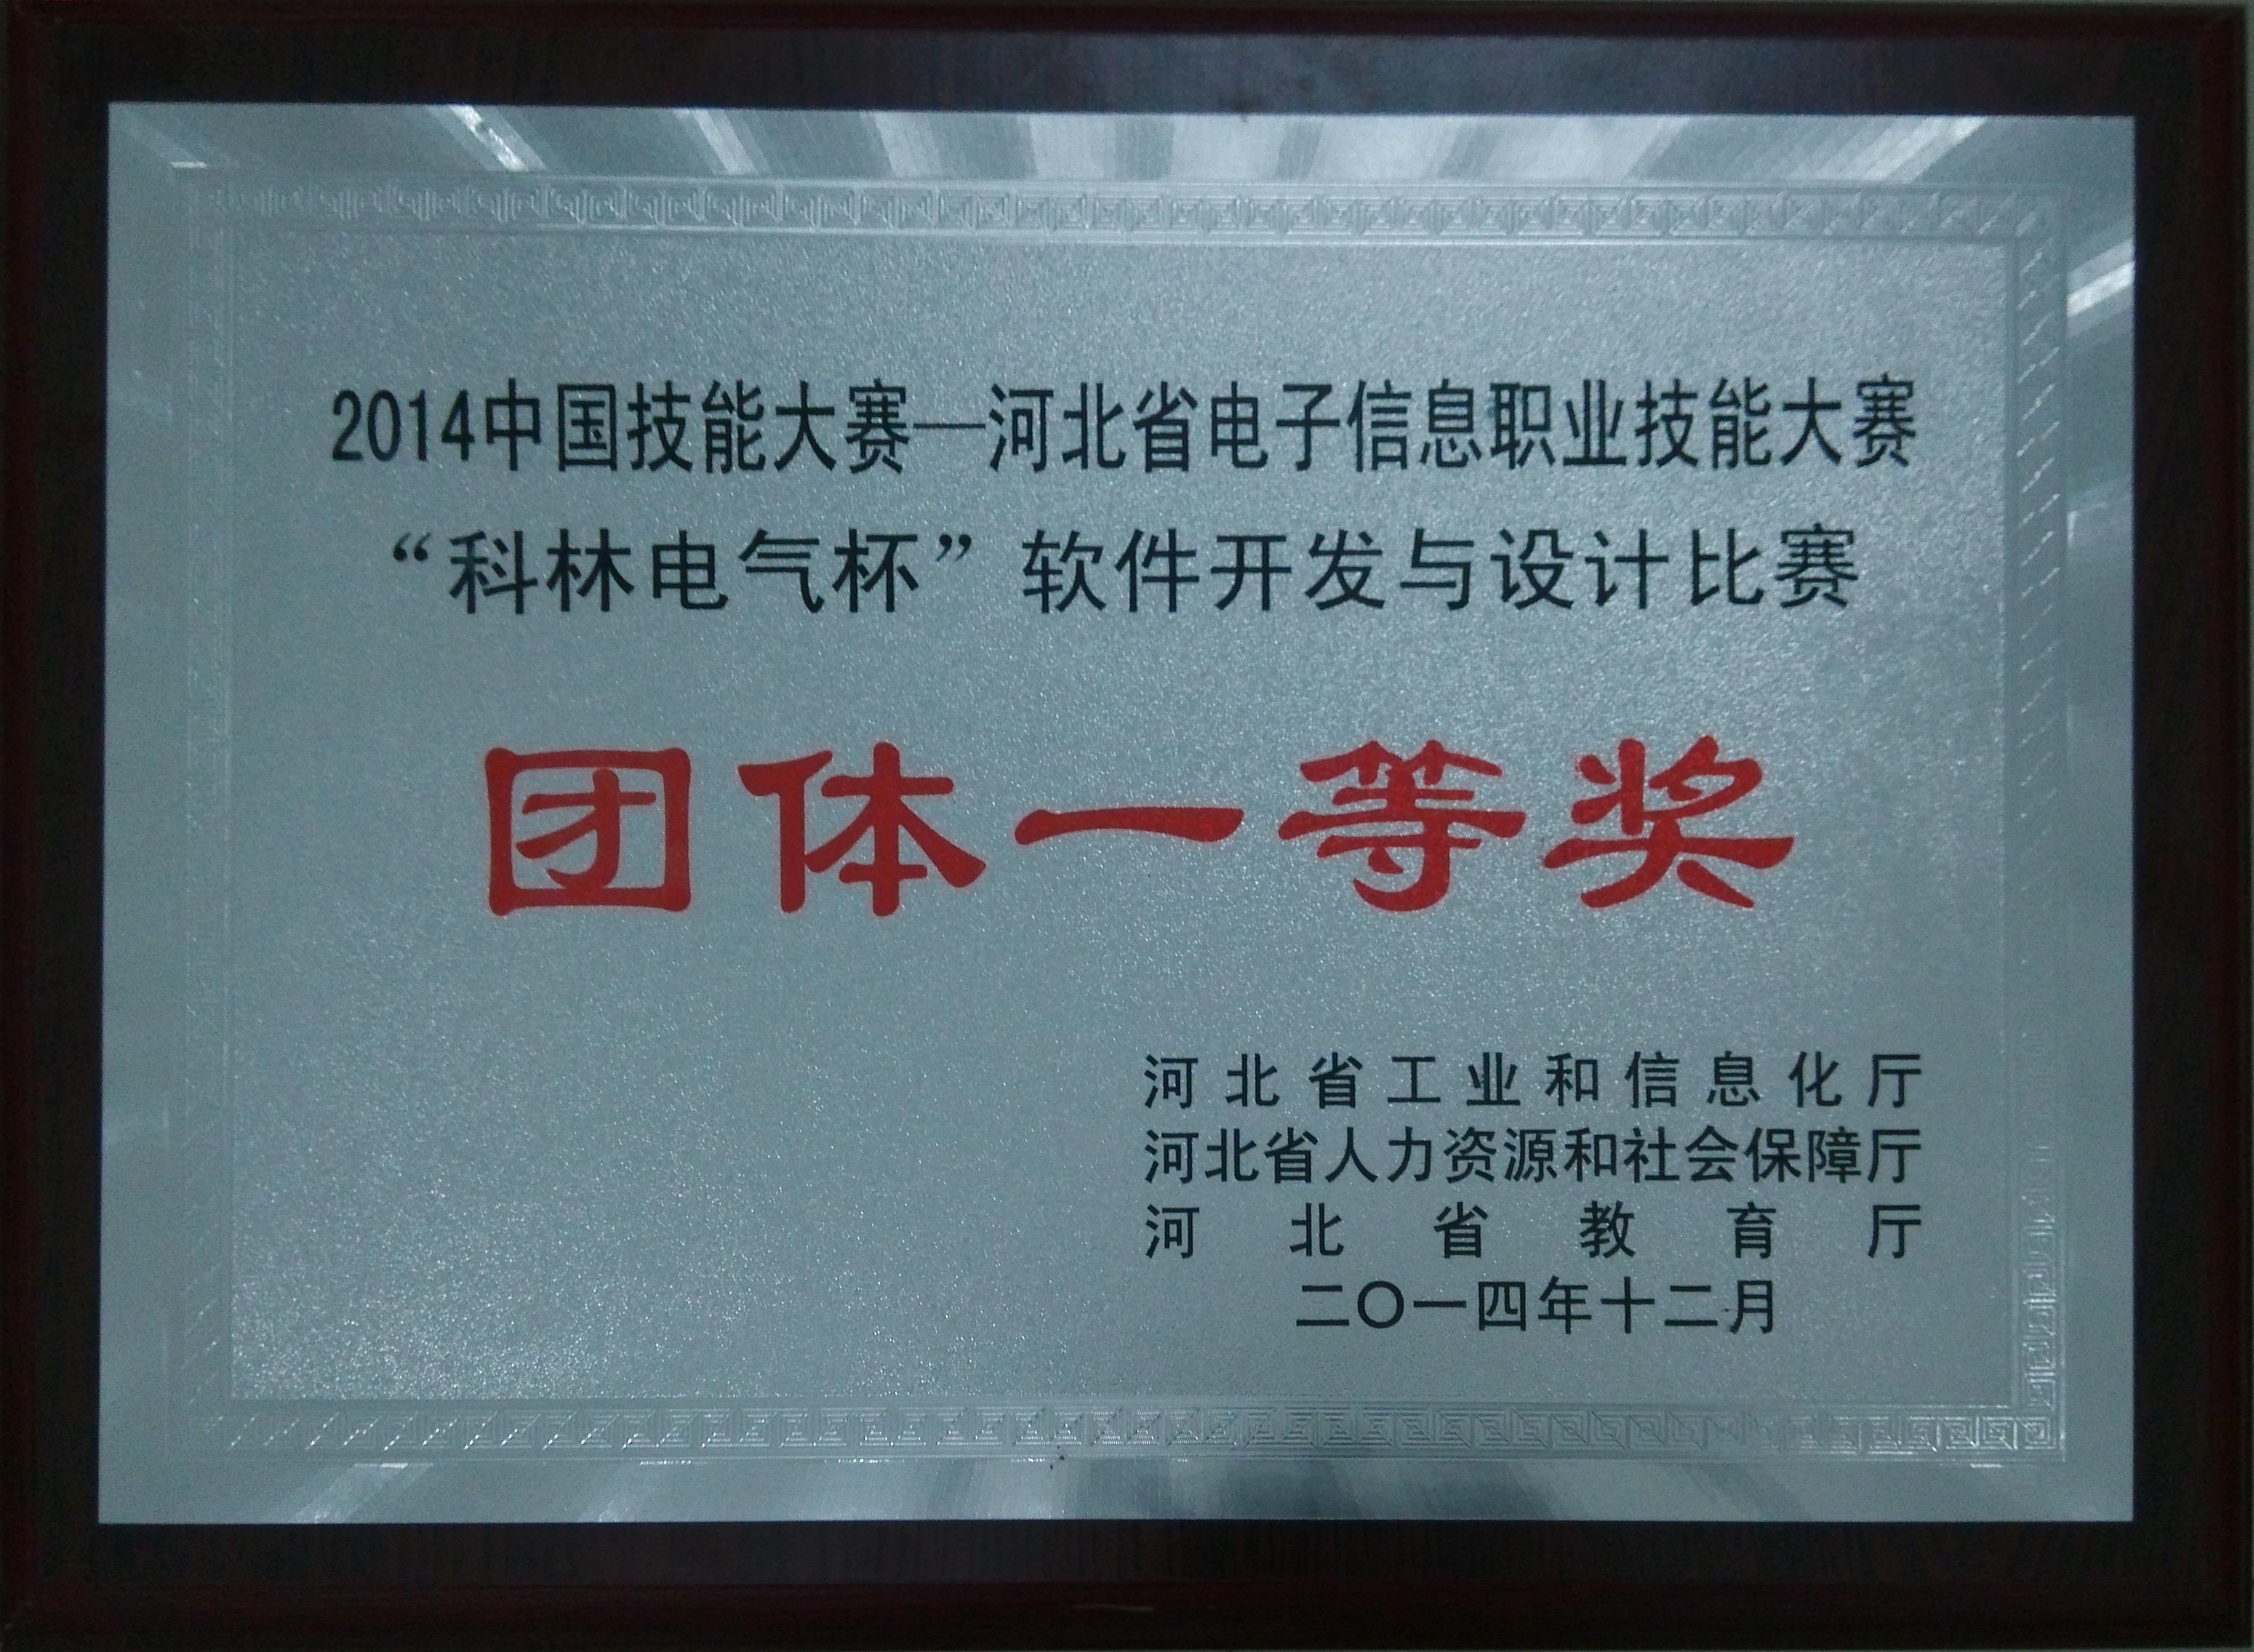 2014中国技能大赛—河北省电子信息职业技能大赛
“科林电气杯”软件开发与设计比赛
团体一等奖
河北省工业和信息化厅
河北省人力资源和社会保障厅
河北省教育厅
二〇一四年十二月